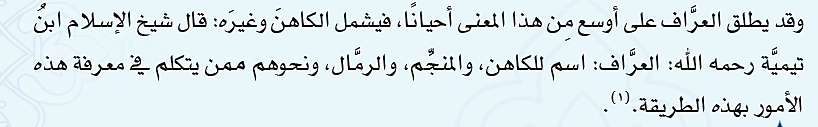 وقد يطلق العرَّاف على أوسع مِن هذا المعنى أحيانًا، فيشمل الكاهنَ وغيرَه: قال شيخ الإسلام ابنُ
تيميَّة رحمه الله: العرَّاف: اسم للكاهن، والمنجِّم، والرمَّال، ونحوهم ممن يتكلم في معرفة هذه
الأمور بهذه الطريقة.(١).